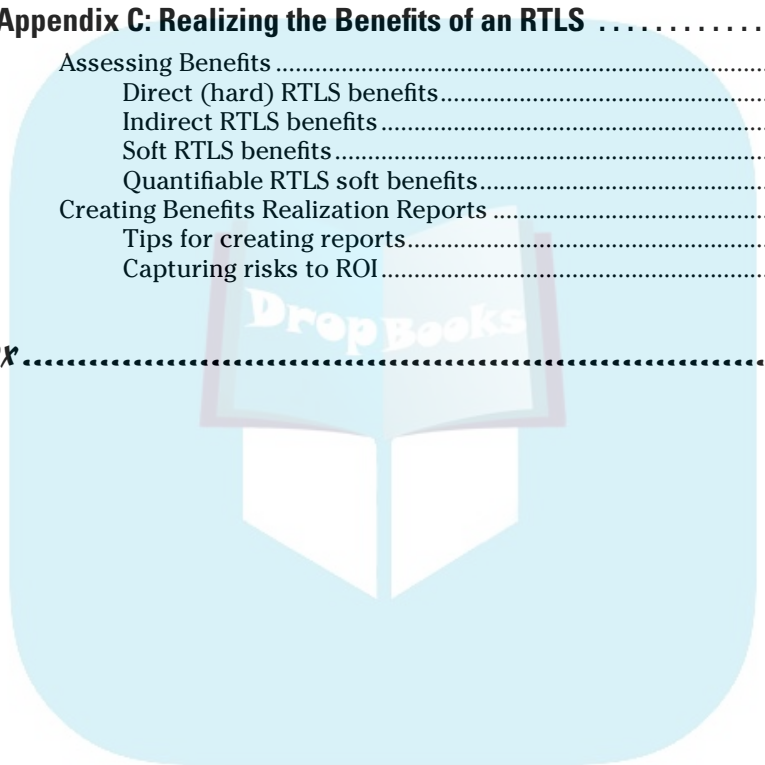 Appendix C: Realizing the Benefits of an RTLS . . . . . . . . . . . .
Assessing Benefits
Direct (hard) RTLS benefits
Indirect RTLS benefits
Soft RTLS benefits
Quantifiable RTLS soft benefits
Creating Benefits Realization Reports
Tips for creating reports
Capturing risks to ROI
DropBooks